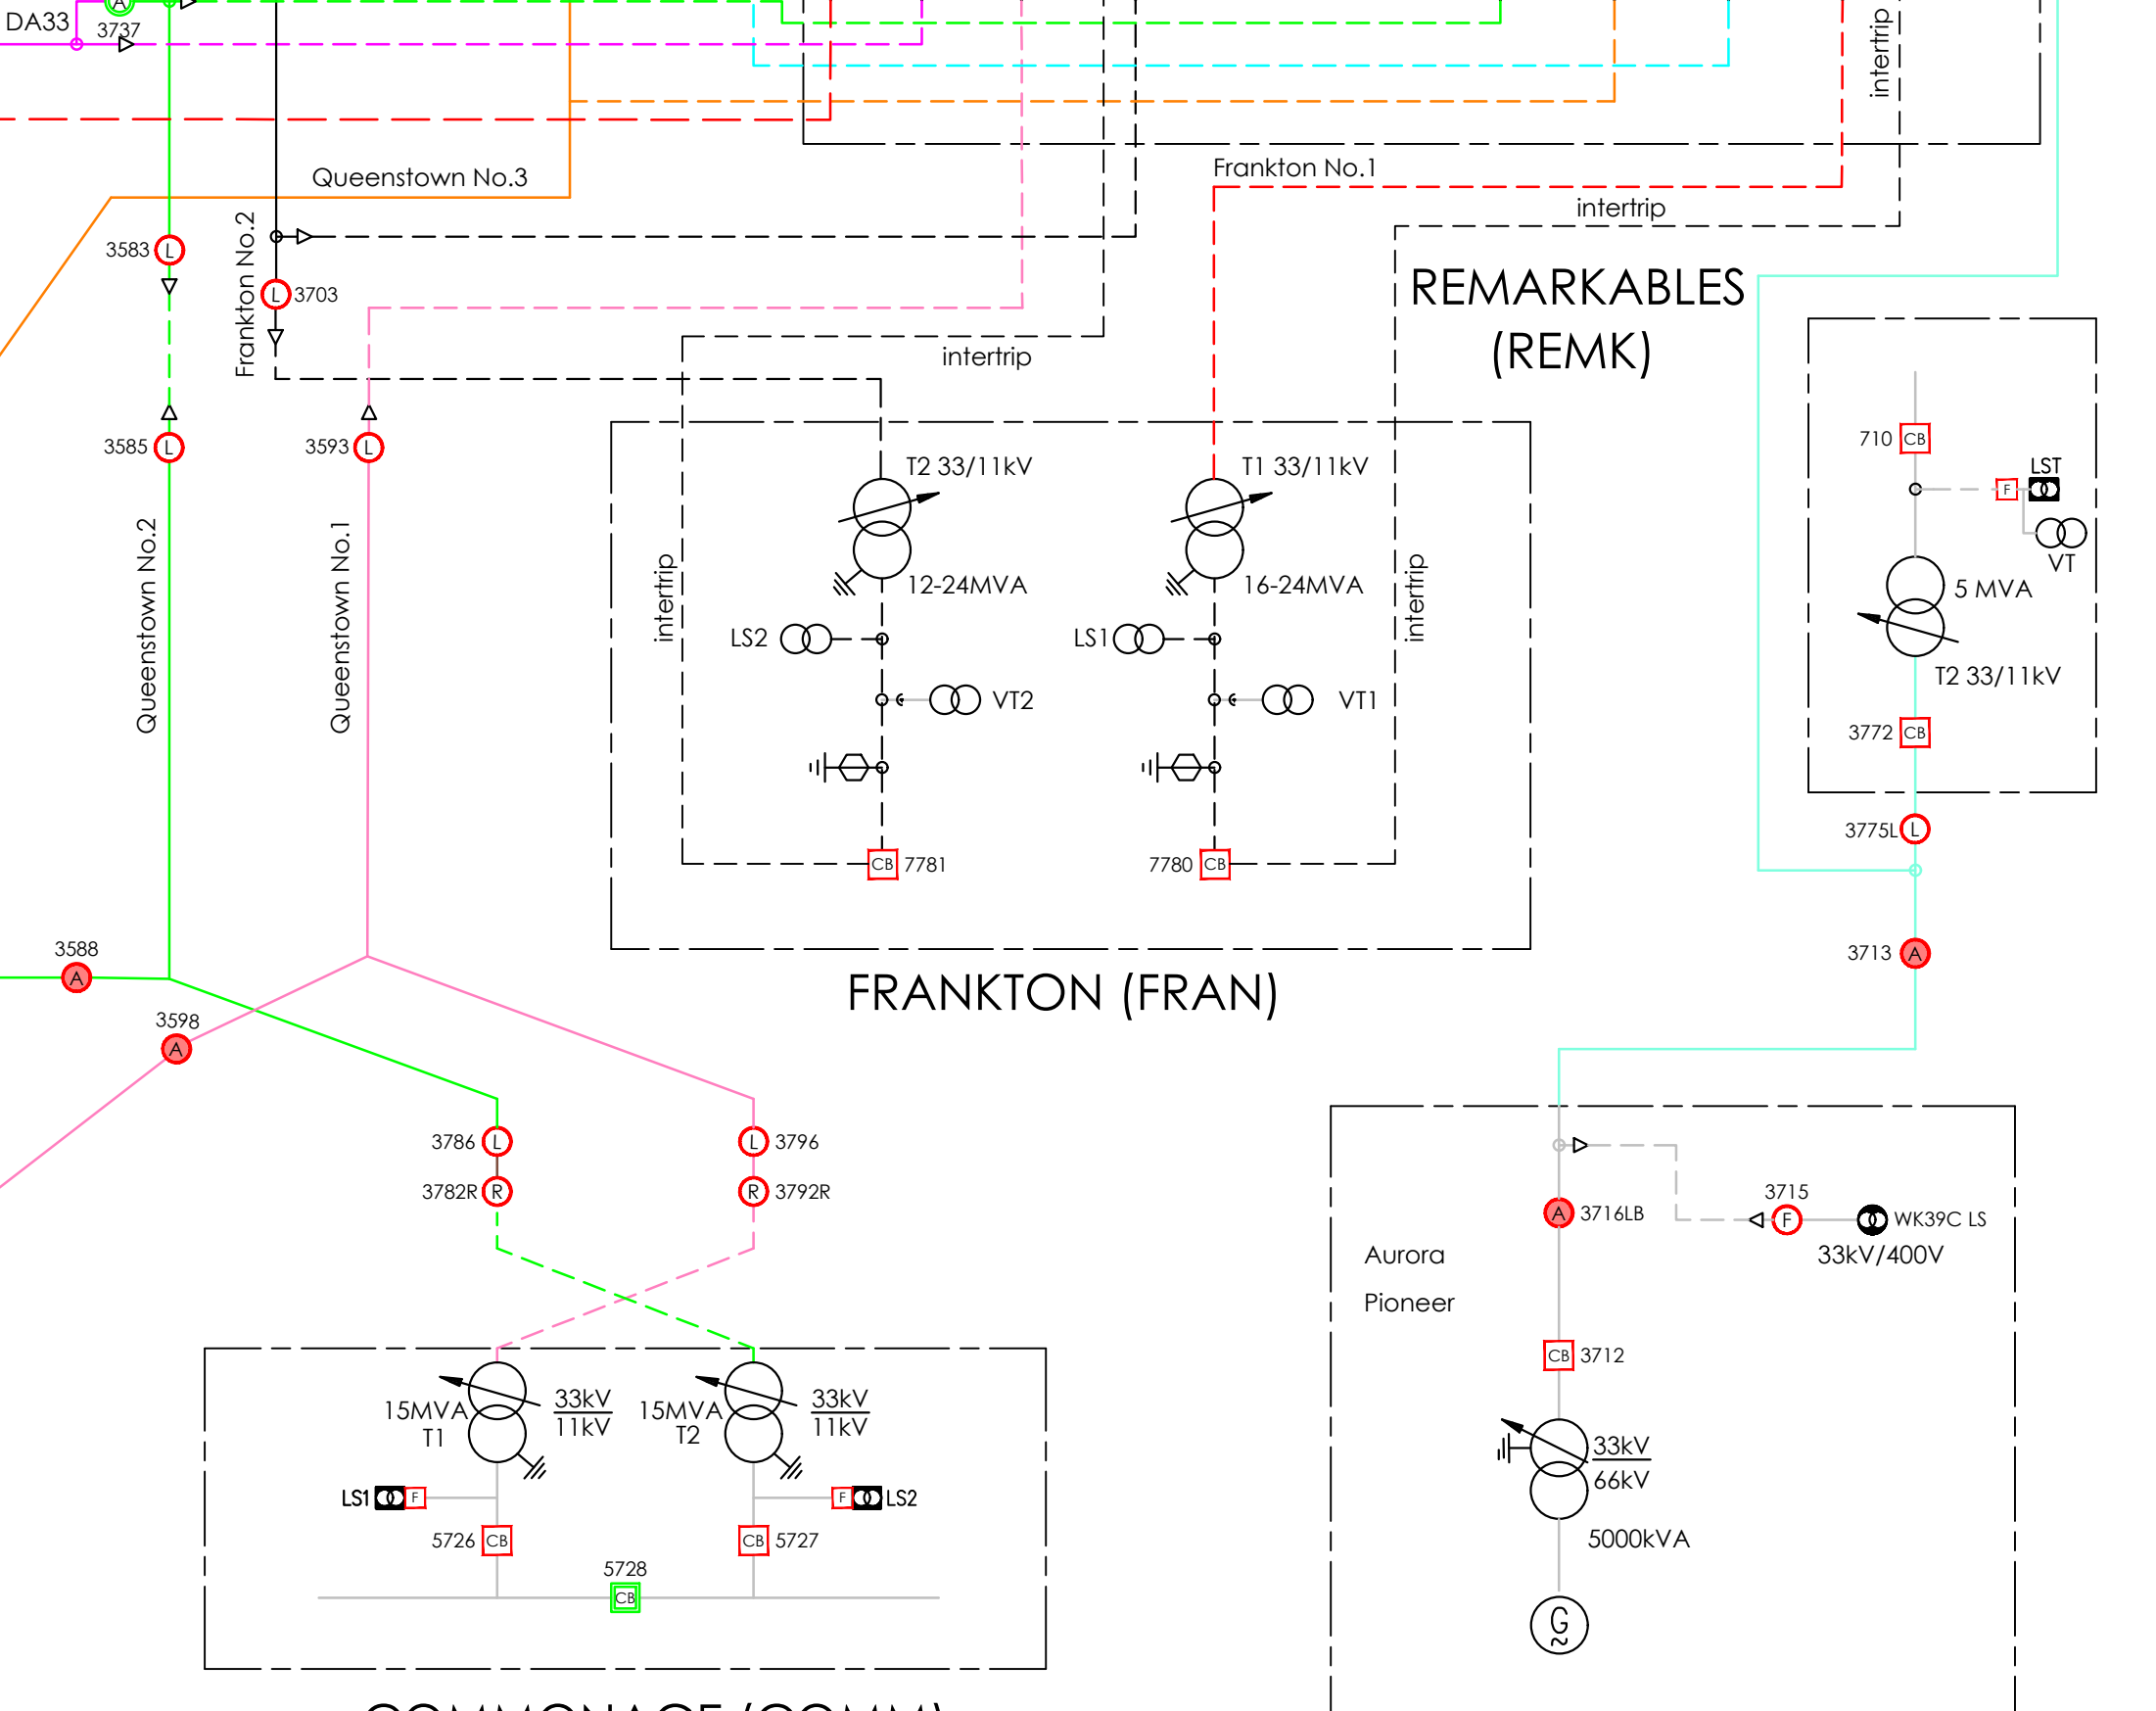 DA33
A
3737
intertrip
Queenstown No.3
Frankton No.1
intertrip
3583 L
Frankton No.2
L 3703
REMARKABLES
(REMK)
intertrip
3585 L
3593 L
710 CB
T2 33/11kV
T1 33/11kV
LST
F
VT
Queenstown No.2
Queenstown No.1
intertrip
12-24MVA
16-24MVA
intertrip
5 MVA
LS2
LS1
T2 33/11kV
VT2
VT1
3772 CB
3775L L
CB 7781
7780 CB
3588
A
3713 A
FRANKTON (FRAN)
3598
A
3786 L
L 3796
3782R R
R 3792R
3715
A 3716LB
F
WK39C LS
33kV/400V
Aurora
Pioneer
CB 3712
15MVA
T1
33kV
11kV
15MVA
T2
33kV
11kV
33kV
66kV
LS1 F
F LS2
5726 CB
CB 5727
5000kVA
5728
CB
G
~
COMMONAGE (COMM)